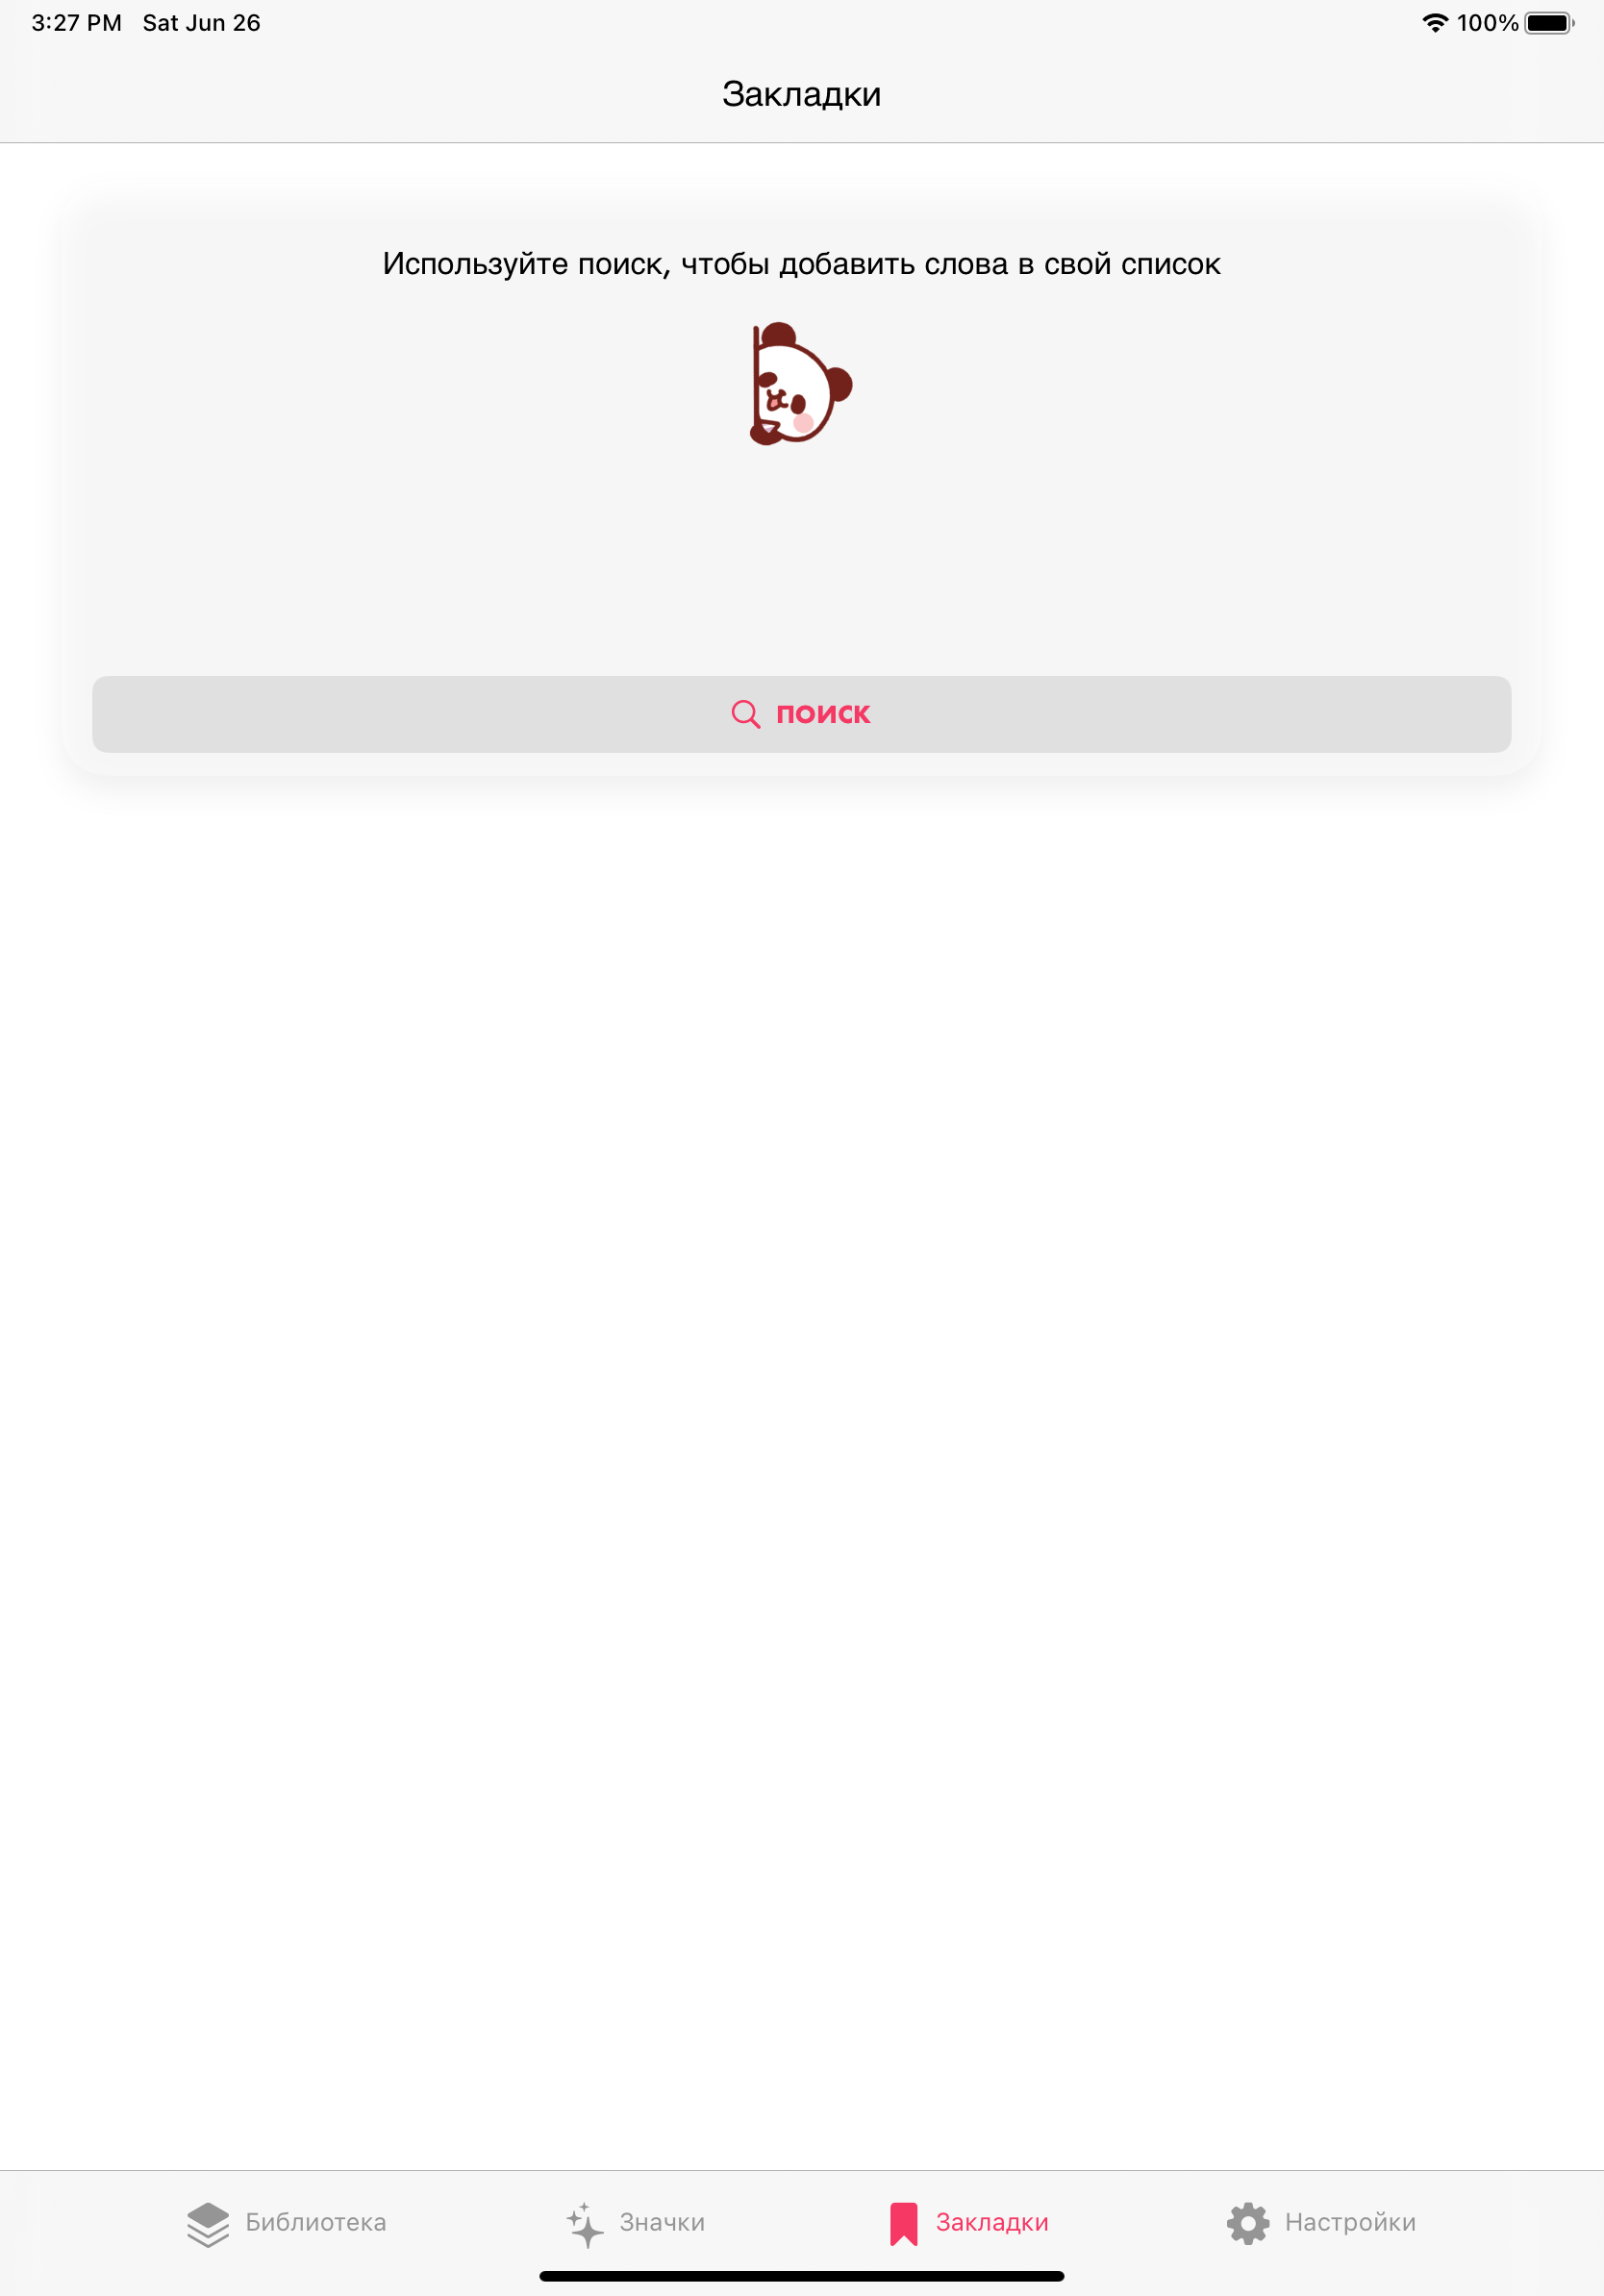 3:27 PM Sat Jun 26 100%
Закладки
Используйте поиск, чтобы добавить слова в свой список
поиск
Библиотека Значки Закладки Настройки